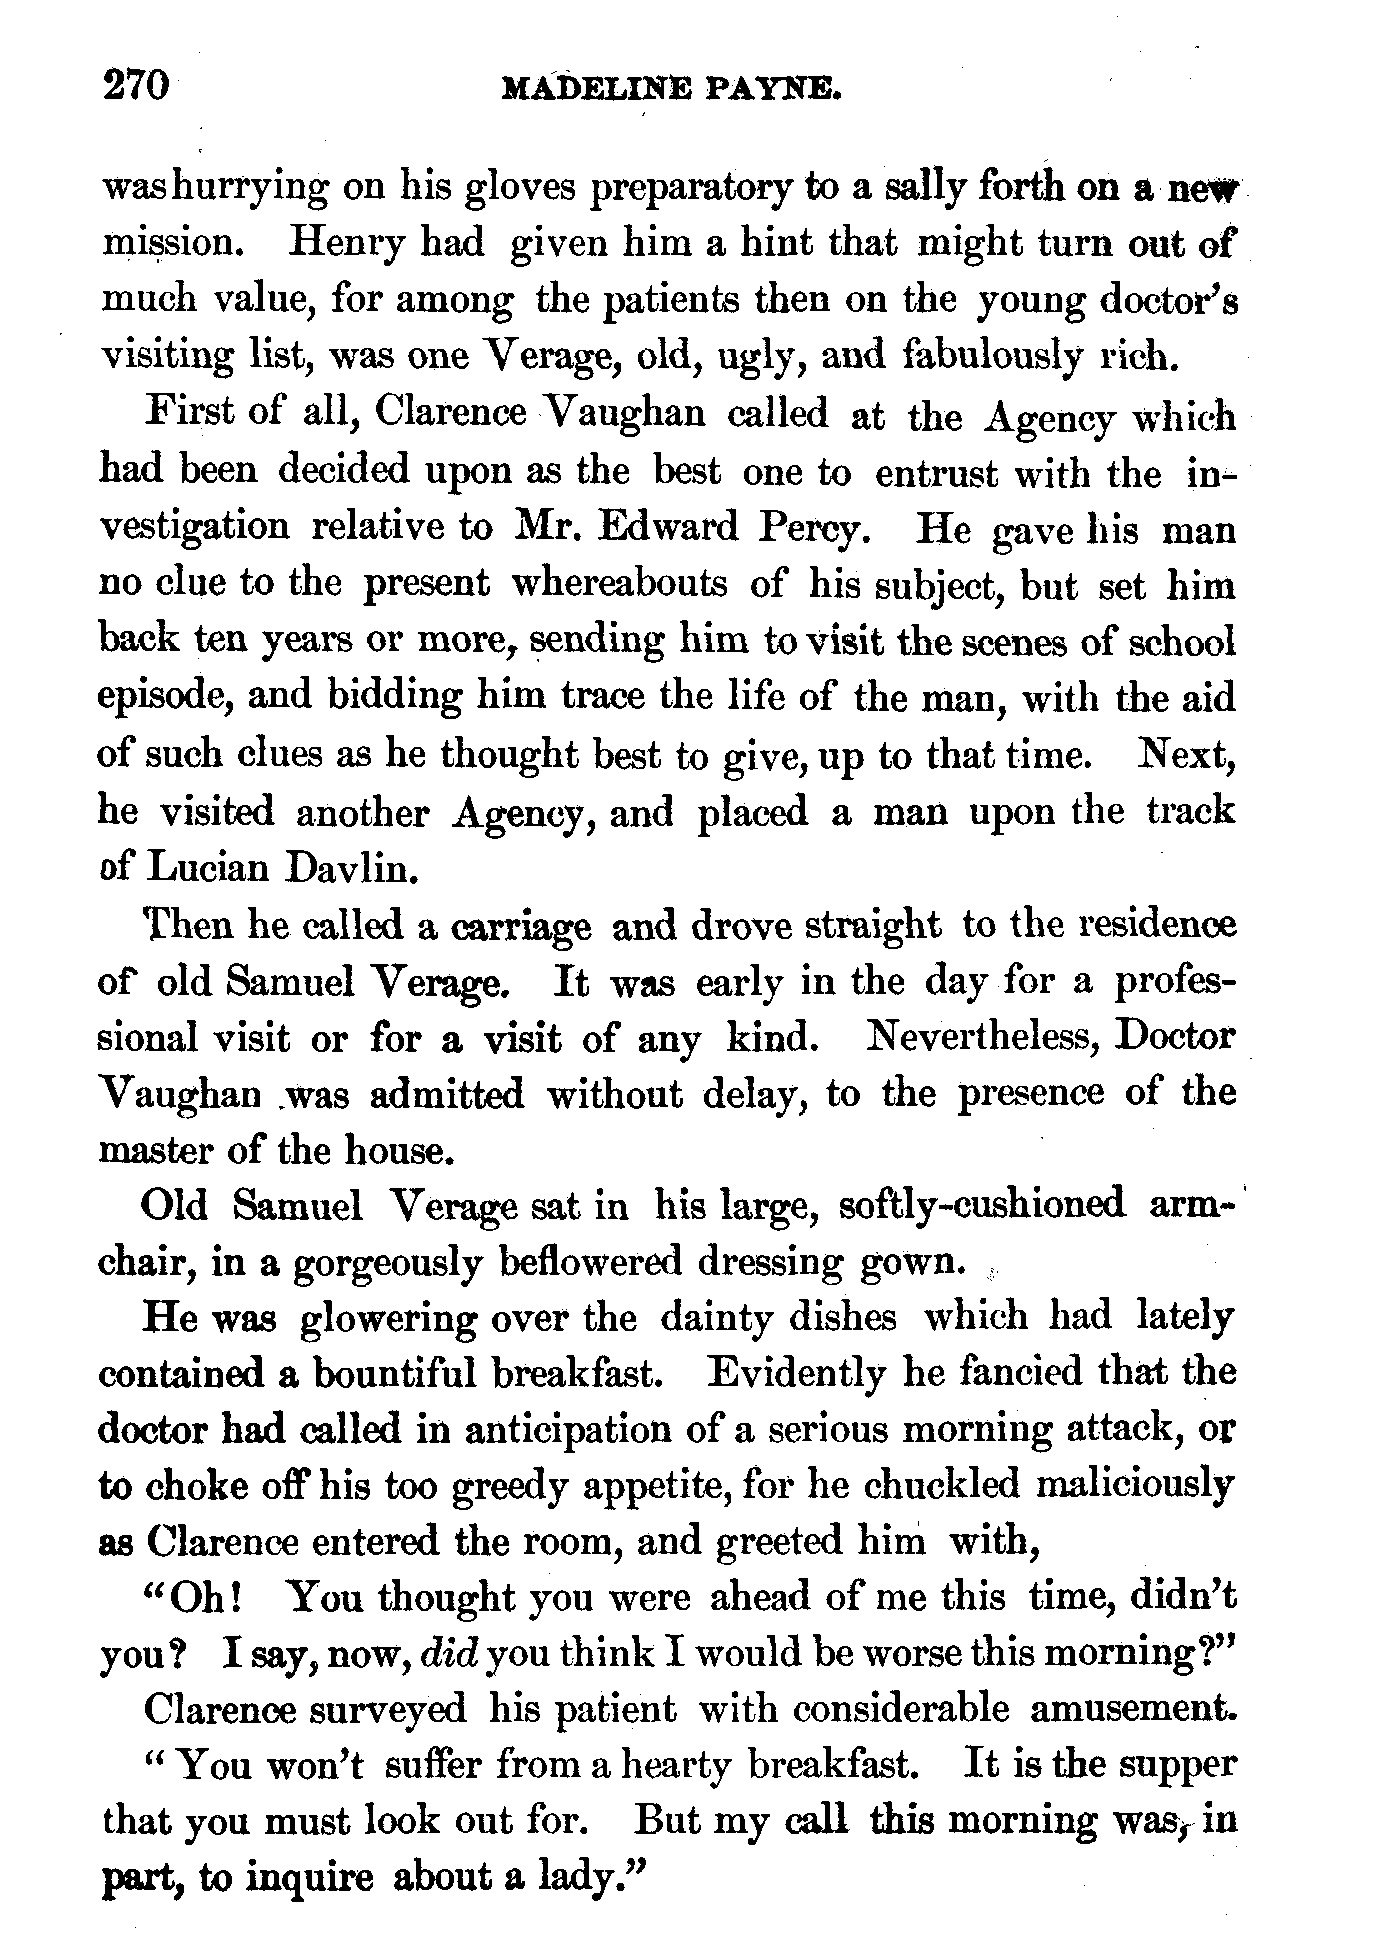 270 MADELINE PAYNE.
was hurrying on his gloves preparatory to a sally forth on a new
mission. Henry had given him a hint that might turn out of
much value, for among the patients then on the young doctor's
visiting list, was one Verage, old, ugly, and fabulously rich.
First of all, Clarence Vaughan called at the Agency which
had been decided upon as the best one to entrust with the in-
vestigation relative to Mr. Edward Percy. He gave his man
no clue to the present whereabouts of his subject, but set him
back ten years or more, sending him to visit the scenes of school
episode, and bidding him trace the life of the man, with the aid
of such clues as he thought best to give, up to that time. Next,
he visited another Agency, and placed a man upon the track
of Lucian Davlin.
Then he called a carriage and drove straight to the residence
of old Samuel Verage. It was early in the day for a profes-
sional visit or for a visit of any kind. Nevertheless, Doctor
Vaughan was admitted without delay, to the presence of the
master of the house.
Old Samuel Verage sat in his large, softly-cushioned arm-
chair, in a gorgeously beflowered dressing gown.
He was glowering over the dainty dishes which had lately
contained a bountiful breakfast. Evidently he fancied that the
doctor had called in anticipation of a serious morning attack, or
to choke off his too greedy appetite, for he chuckled maliciously
as Clarence entered the room, and greeted him with,
"Oh! You thought you were ahead of me this time, didn't
you? I say, now, did you think I would be worse this morning?"
Clarence surveyed his patient with considerable amusement.
"You won't suffer from a hearty breakfast. It is the supper
that you must look out for. But my call this morning was, in
part, to inquire about a lady."